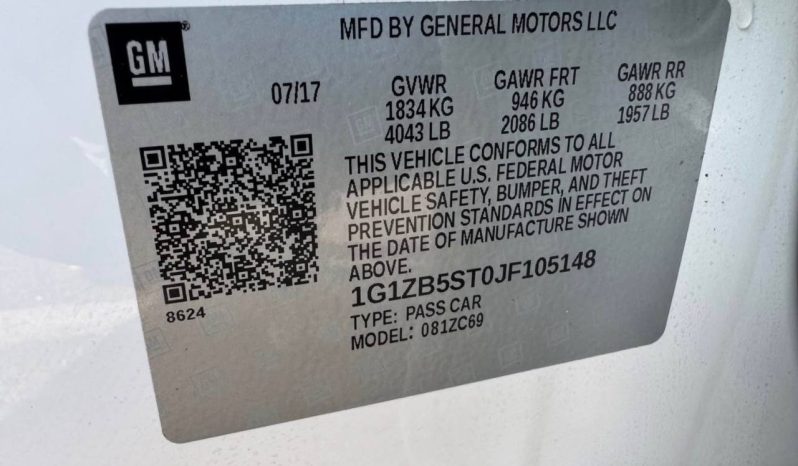 GM
MFD BY GENERAL MOTORS LLC
07/17
GVWR
1834 KG
4043 LB
GAWR FRT
946 KG
2086 LB
GAWR RR
888 KG
1957 LB
THIS VEHICLE CONFORMS TO ALL
APPLICABLE U.S. FEDERAL MOTOR
VEHICLE SAFETY, BUMPER, AND THEFT
PREVENTION STANDARDS IN EFFECT ON
THE DATE OF MANUFACTURE SHOWN
ABOVE.
1G1ZB5ST0JF105148
TYPE: PASS CAR
MODEL: 081ZC69
8624